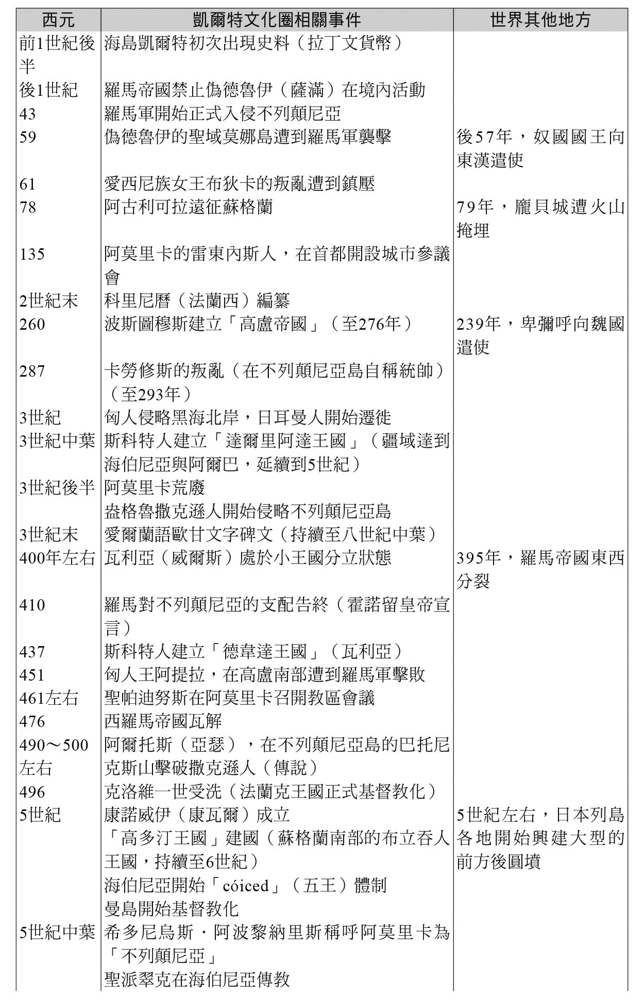 西元 凱爾特文化圈相關事件 世界其他地方
前1世紀後 海島凱爾特初次出現史料（拉丁文貨幣）
半
後1世紀 羅馬帝國禁止偽德魯伊（薩滿）在境內活動
43 羅馬軍開始正式入侵不列顛尼亞
59 偽德魯伊的聖域莫娜島遭到羅馬軍襲擊 後57年，奴國國王向
東漢遣使
61 愛西尼族女王布狄卡的叛亂遭到鎮壓
78 阿古利可拉遠征蘇格蘭 79年，龐貝城遭火山
掩埋
135 阿莫里卡的雷東內斯人，在首都開設城市參議
會
2世紀末 科里尼曆（法蘭西）編纂
260 波斯圖穆斯建立「高盧帝國」（至276年） 239年，卑彌呼向魏國
遣使
287 卡勞修斯的叛亂（在不列顛尼亞島自稱統帥）
（至293年）
3世紀 匈人侵略黑海北岸，日耳曼人開始遷徙
3世紀中葉 斯科特人建立「達爾里阿達王國」（疆域達到
海伯尼亞與阿爾巴，延續到5世紀）
3世紀後半 阿莫里卡荒廢
盎格魯撒克遜人開始侵略不列顛尼亞島
3世紀末 愛爾蘭語歐甘文字碑文（持續至八世紀中葉）
400年左右 瓦利亞（威爾斯）處於小王國分立狀態 395年，羅馬帝國東西
分裂
410 羅馬對不列顛尼亞的支配告終（霍諾留皇帝宣
言）
437 斯科特人建立「德韋達王國」（瓦利亞）
451 匈人王阿提拉，在高盧南部遭到羅馬軍擊敗
461左右 聖帕迪努斯在阿莫里卡召開教區會議
476 西羅馬帝國瓦解
490～500 阿爾托斯（亞瑟），在不列顛尼亞島的巴托尼
左右 克斯山擊破撒克遜人（傳說）
496 克洛維一世受洗（法蘭克王國正式基督教化）
5世紀 康諾威伊（康瓦爾）成立 5世紀左右，日本列島
「高多汀王國」建國（蘇格蘭南部的布立吞人 各地開始興建大型的
王國，持續至6世紀） 前方後圓墳
海伯尼亞開始「cóiced」（五王）體制
曼島開始基督教化
5世紀中葉 希多尼烏斯．阿波黎納里斯稱呼阿莫里卡為
「不列顛尼亞」
聖派翠克在海伯尼亞傳教